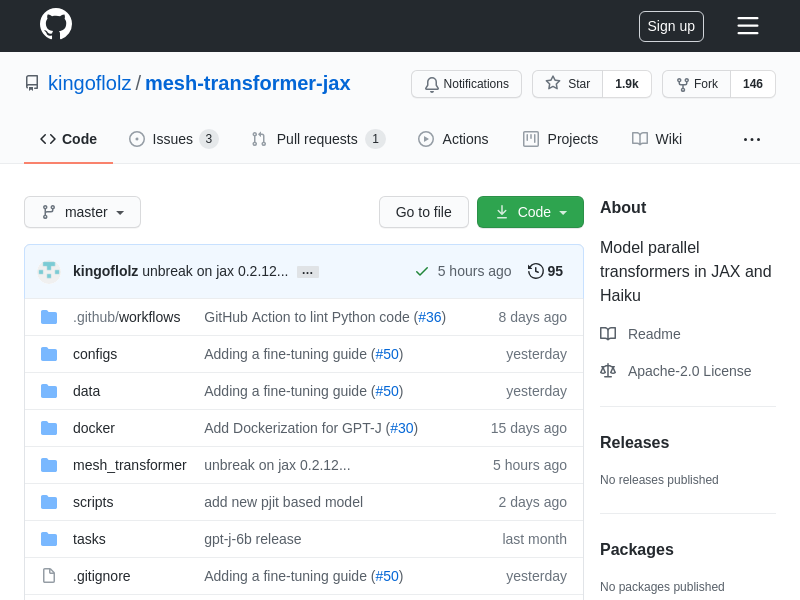 Sign up
kingoflolz / mesh-transformer-jax
Notifications
Star 1.9k
Fork 146
Code
Issues 3
Pull requests 1
Actions
Projects
Wiki
master
Go to file
Code
kingoflolz unbreak on jax 0.2.12... ... 5 hours ago 95
.github/workflows GitHub Action to lint Python code (#36) 8 days ago
configs Adding a fine-tuning guide (#50) yesterday
data Adding a fine-tuning guide (#50) yesterday
docker Add Dockerization for GPT-J (#30) 15 days ago
mesh_transformer unbreak on jax 0.2.12... 5 hours ago
scripts add new pjit based model 2 days ago
tasks gpt-j-6b release last month
.gitignore Adding a fine-tuning guide (#50) yesterday
About
Model parallel
transformers in JAX and
Haiku
Readme
Apache-2.0 License
Releases
No releases published
Packages
No packages published